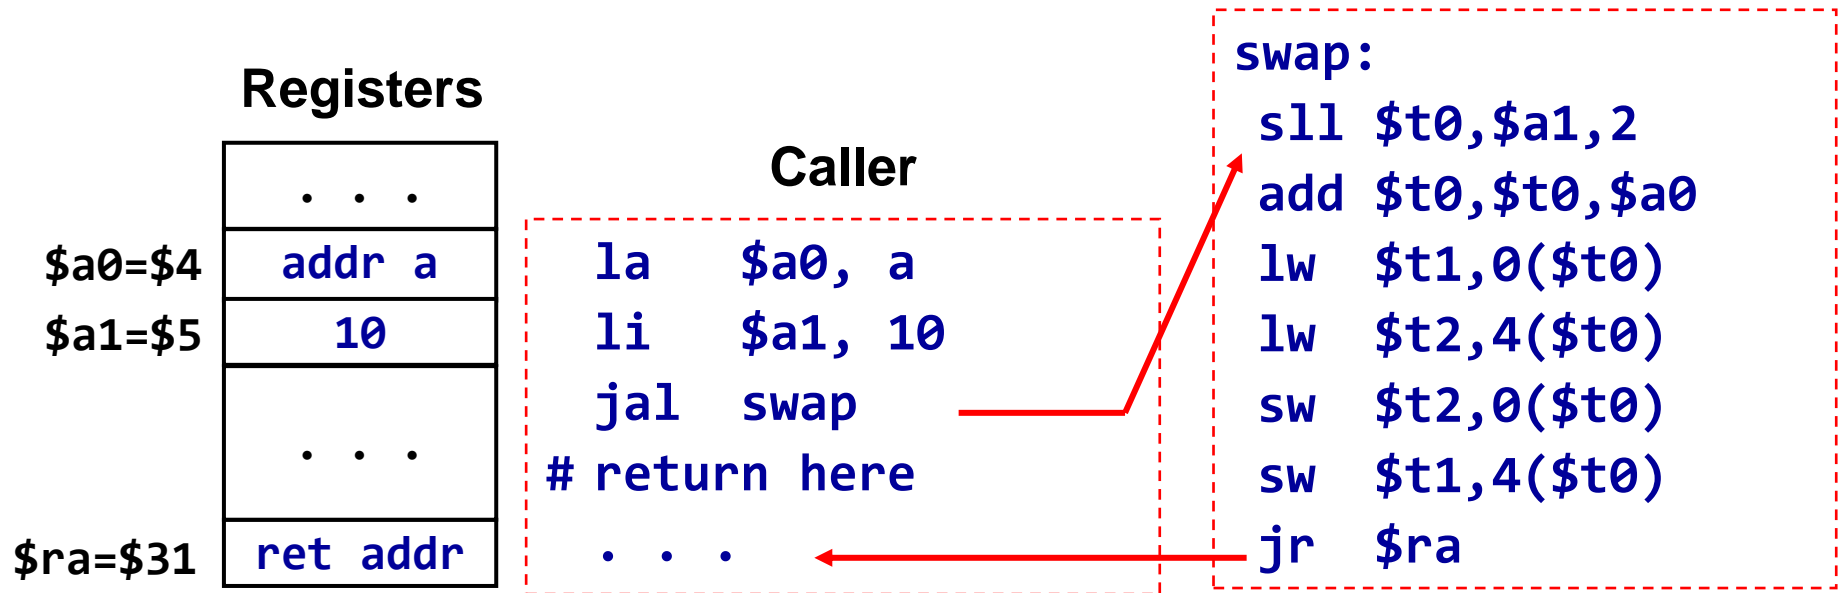 Registers
. . .
$a0=$4 addr a
$a1=$5 10
. . .
$ra=$31 ret addr
Caller
la $a0, a
li $a1, 10
jal swap
# return here
. . .
swap:
sll $t0,$a1,2
add $t0,$t0,$a0
lw $t1,0($t0)
lw $t2,4($t0)
sw $t2,0($t0)
sw $t1,4($t0)
jr $ra